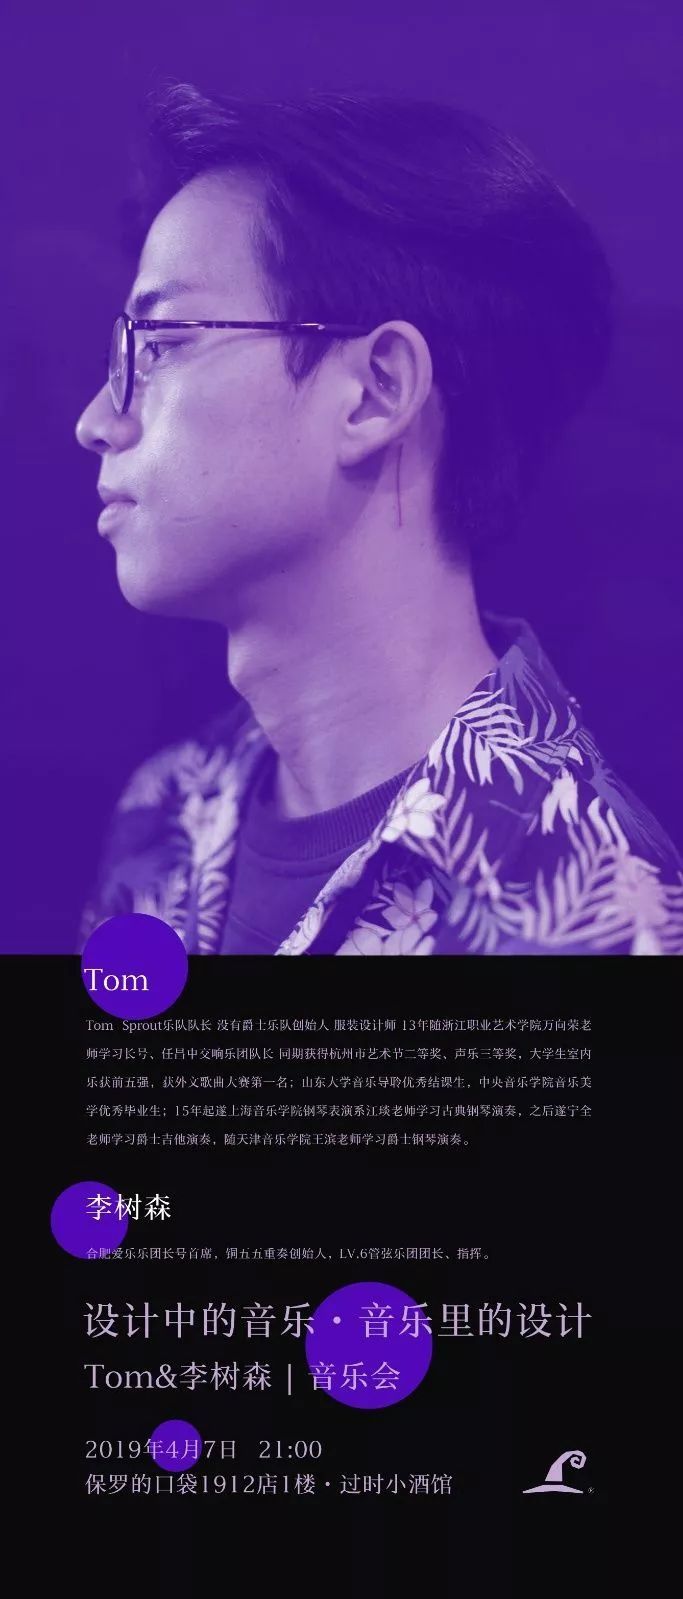 Tom
Tom Sprout乐队队长 没有爵士乐队创始人 服装设计师 13年随浙江职业艺术学院万向荣老
师学习长号、任昌中交响乐团队长 同期获得杭州市艺术节二等奖、声乐三等奖，大学生室内
乐获前五强，获外文歌曲大赛第一名；山东大学音乐导聆优秀结课生，中央音乐学院音乐美
学优秀毕业生；15年起遂上海音乐学院钢琴表演系江琰老师学习古典钢琴演奏，之后遂宁全
老师学习爵士吉他演奏，随天津音乐学院王滨老师学习爵士钢琴演奏。
李树森
合肥爱乐乐团长号首席，铜五五重奏创始人，LV.6管弦乐团团长、指挥。
设计中的音乐·音乐里的设计
Tom&李树森 | 音乐会
2019年4月7日 21:00
保罗的口袋1912店1楼·过时小酒馆